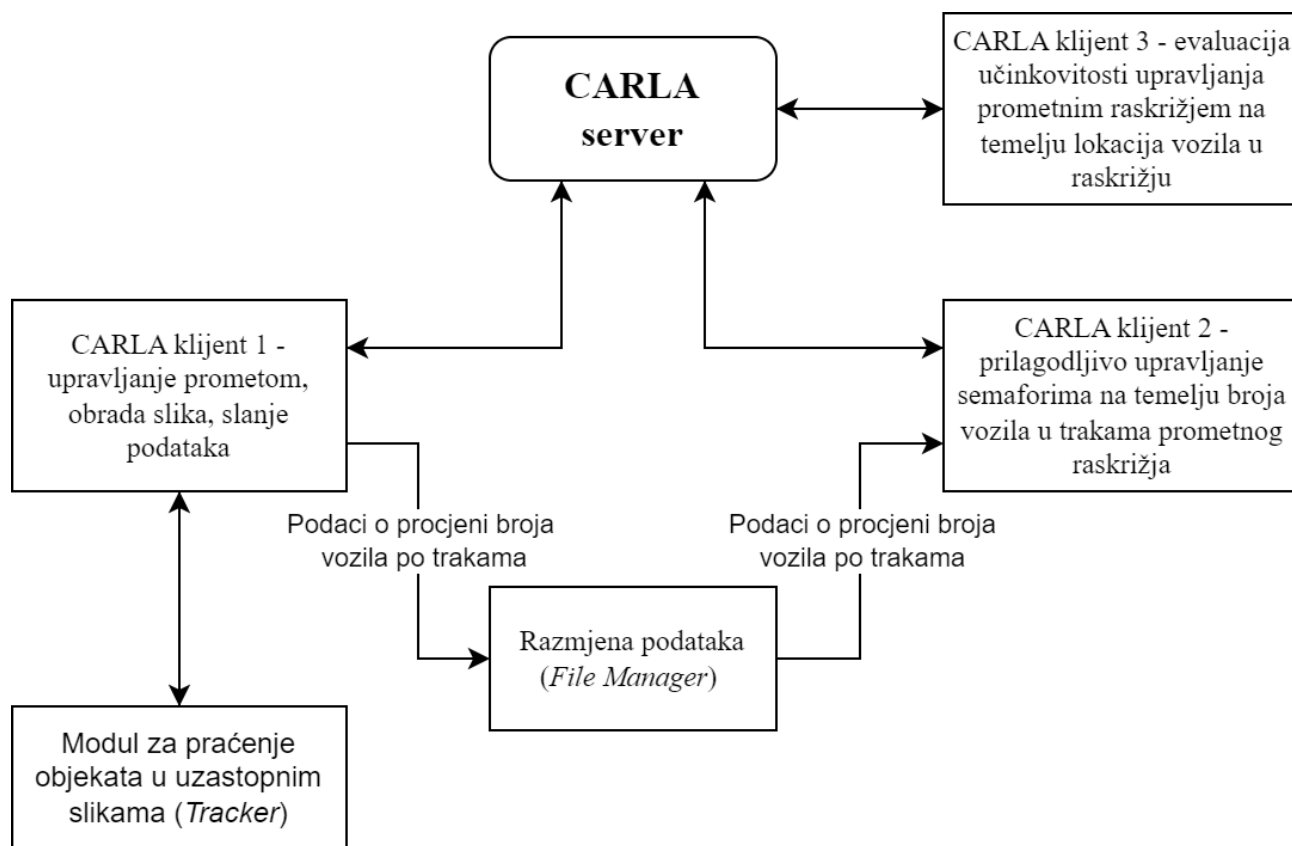 CARLA
server
CARLA klijent 3 - evaluacija
učinkovitosti upravljanja
prometnim raskrižjem na
temelju lokacija vozila u
raskrižju
CARLA klijent 1 -
upravljanje prometom,
obrada slika, slanje
podataka
CARLA klijent 2 -
prilagodljivo upravljanje
semaforima na temelju broja
vozila u trakama prometnog
raskrižja
Podaci o procjeni broja
vozila po trakama
Podaci o procjeni broja
vozila po trakama
Razmjena podataka
(File Manager)
Modul za praćenje
objekata u uzastopnim
slikama (Tracker)